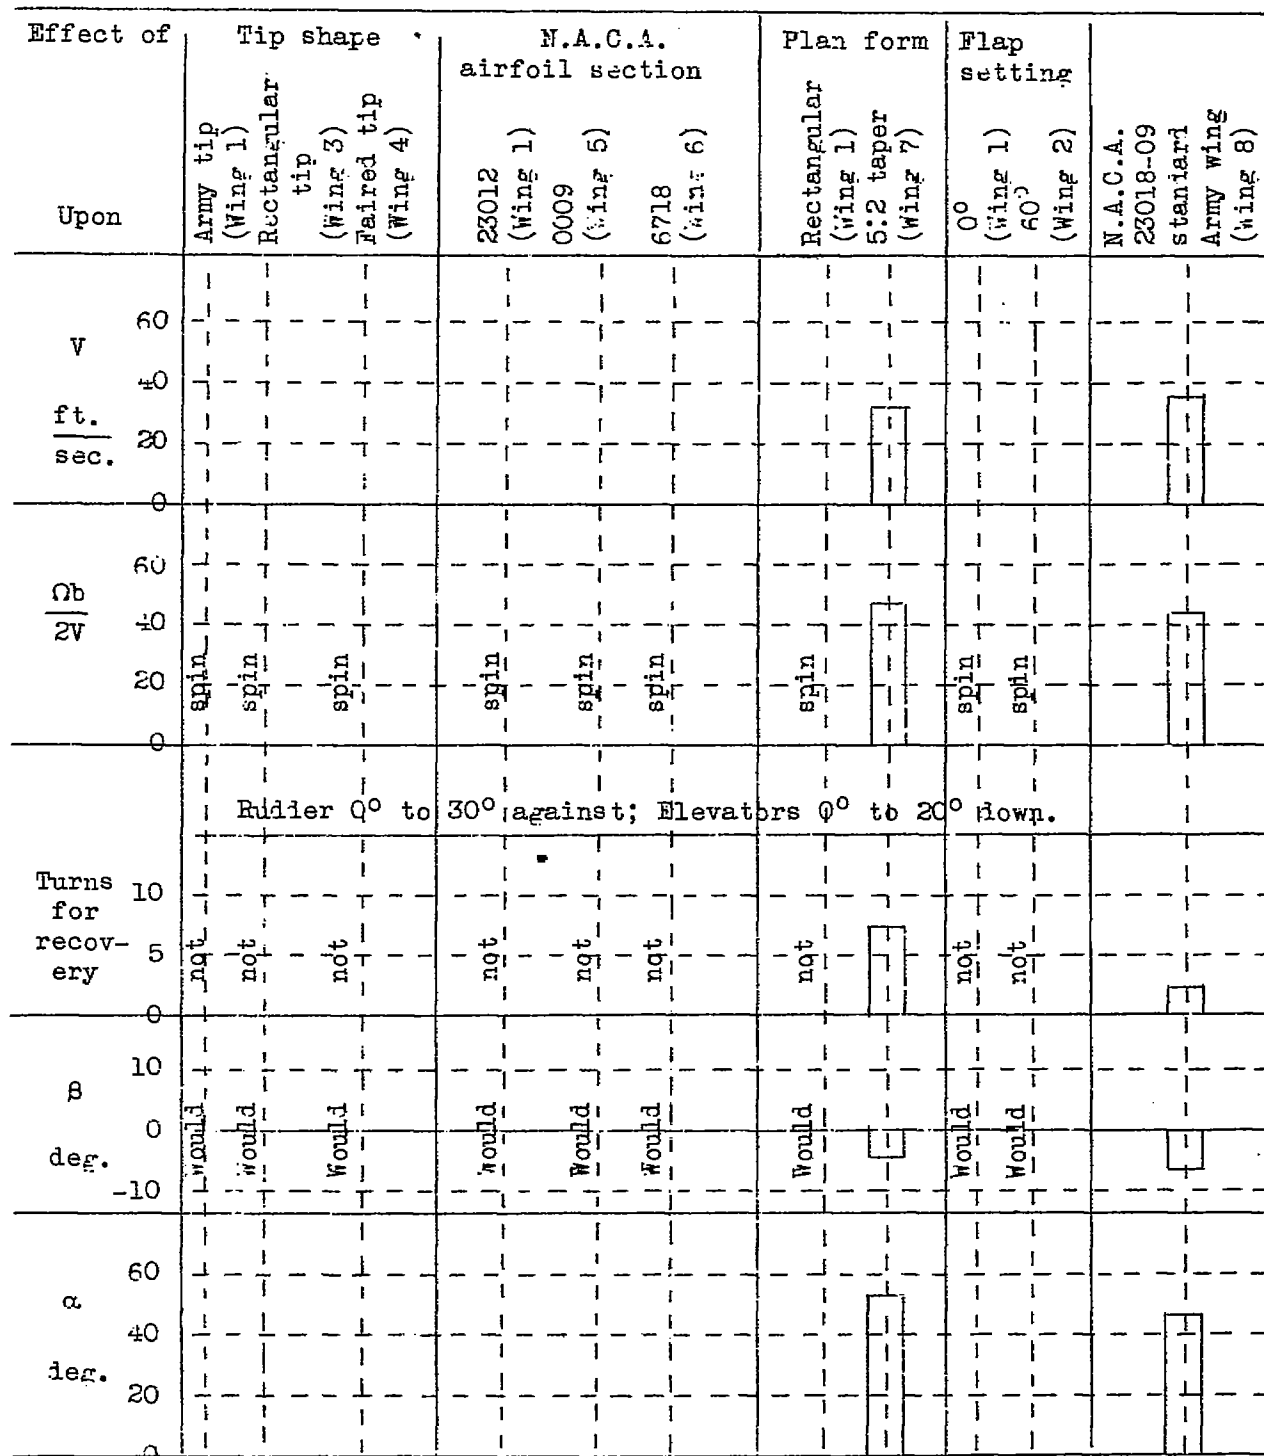 Effect of
Tip shape
N.A.C.A.
airfoil section
Plan form
Flap
setting
Upon
Army tip
(Wing 1)
Rectangular
tip
(Wing 3)
Faired tip
(Wing 4)
23012
(Wing 1)
0009
(Wing 5)
6718
(Wing 6)
Rectangular
(Wing 1)
5:2 taper
(Wing 7)
0°
(Wing 1)
60°
(Wing 2)
N.A.C.A.
23018-09
standard
Army wing
(Wing 8)
V
ft.
sec.
60
40
20
0
Ωb
2V
60
40
20
0
spin
spin
spin
spin
spin
spin
spin
spin
spin
Rudder 0° to 30° against; Elevators 0° to 20° down.
Turns
for
recov-
ery
10
5
0
not
not
not
not
not
not
not
not
not
β
deg.
10
0
-10
Would
Would
Would
Would
Would
Would
Would
Would
Would
α
deg.
60
40
20
0